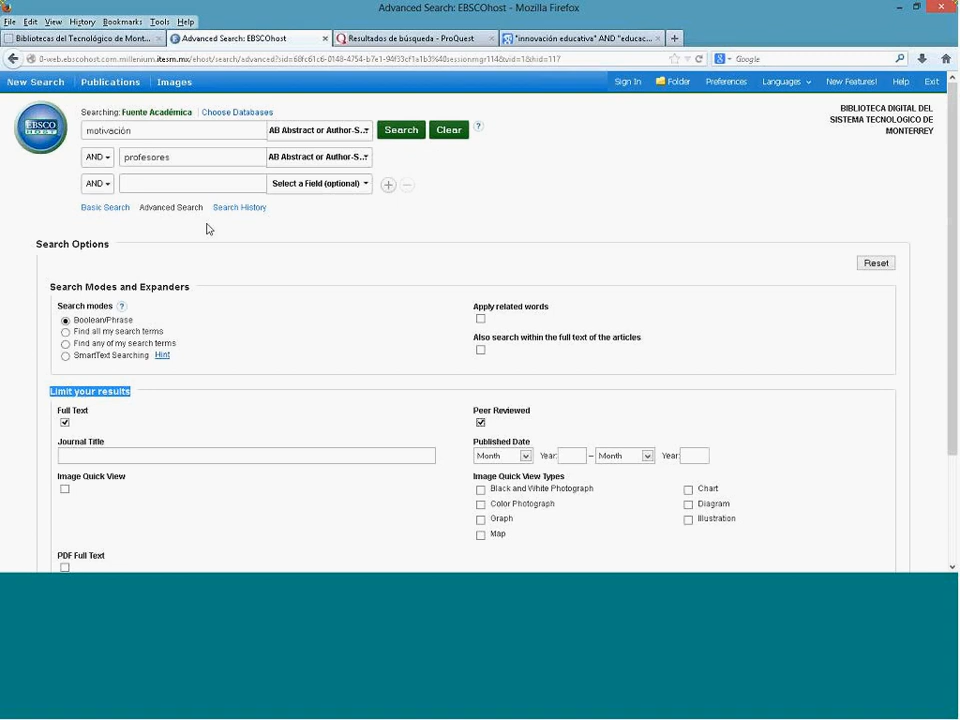 Advanced Search: EBSCOhost - Mozilla Firefox
File Edit View History Bookmarks Tools Help
Bibliotecas del Tecnológico de Mont...
Advanced Search: EBSCOhost
Resultados de búsqueda - ProQuest
"innovación educativa" AND "educac...
Google
New Search Publications Images
Sign In Folder Preferences Languages New Features! Help Exit
EBSCO HOST
Searching: Fuente Académica Choose Databases
BIBLIOTECA DIGITAL DEL
SISTEMA TECNOLOGICO DE
MONTERREY
motivación AB Abstract or Author-S... Search Clear ?
AND profesores AB Abstract or Author-S...
AND Select a Field (optional)
Basic Search Advanced Search Search History
Search Options
Reset
Search Modes and Expanders
Search modes ?
Boolean/Phrase
Find all my search terms
Find any of my search terms
SmartText Searching Hint
Apply related words
Also search within the full text of the articles
Limit your results
Full Text
Peer Reviewed
Journal Title
Published Date
Month Year: – Month Year:
Image Quick View
Image Quick View Types
Black and White Photograph Chart
Color Photograph Diagram
Graph Illustration
Map
PDF Full Text